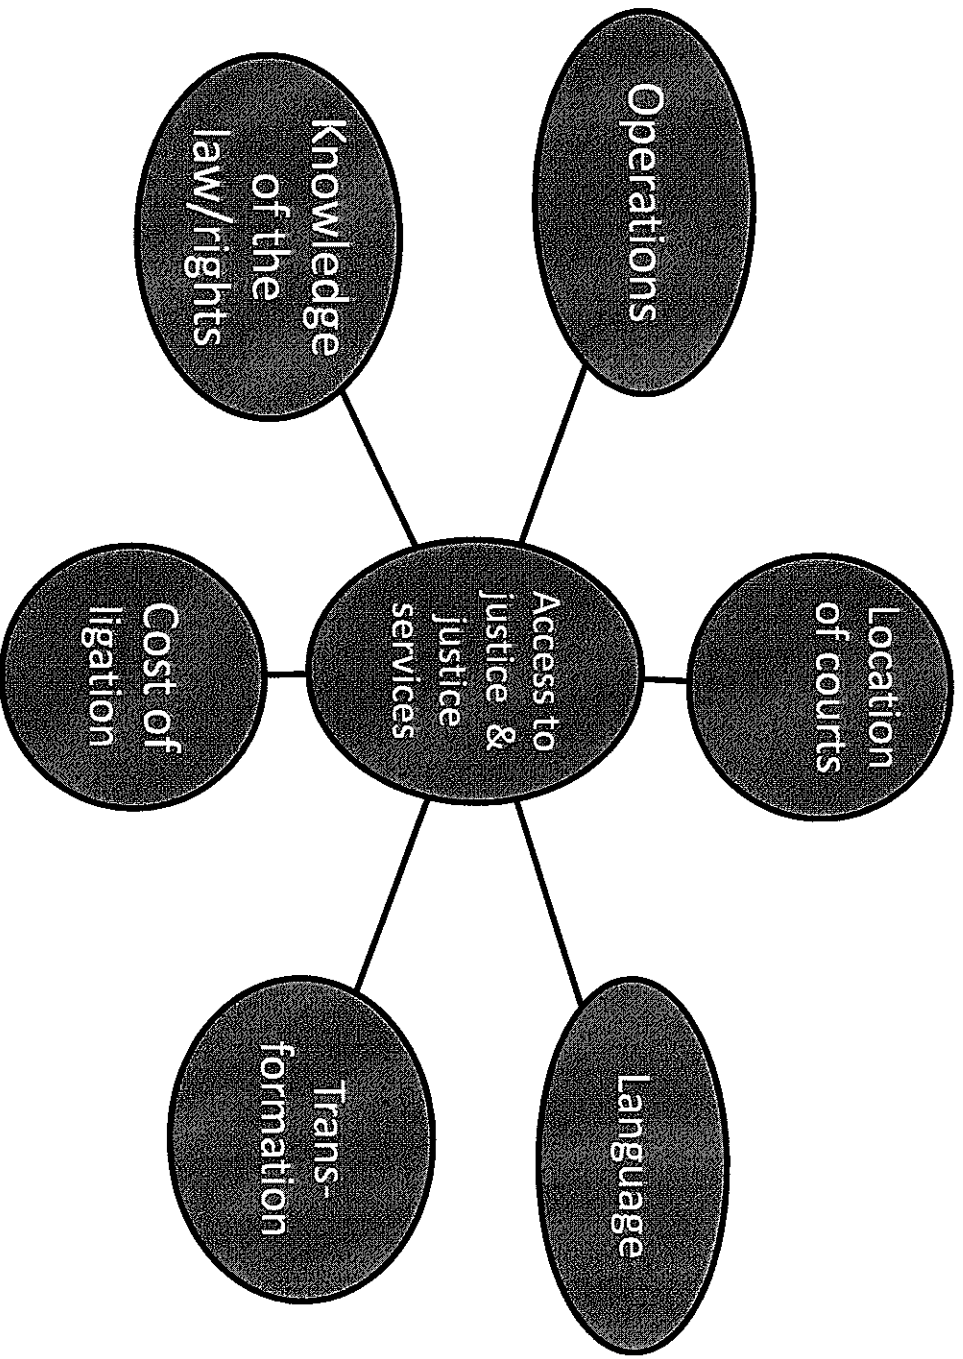 Location
of courts
Operations
Language
Access to
justice &
justice
services
Knowledge
of the
law/rights
Trans-
formation
Cost of
ligation